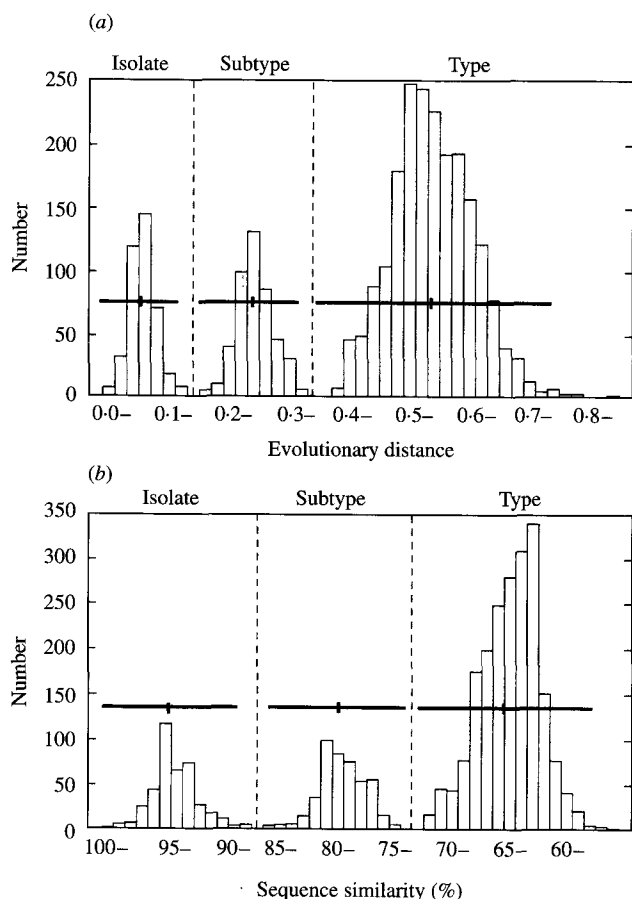 (a)
Isolate Subtype Type
250
200
150
100
50
0
Number
0·0– 0·1– 0·2– 0·3– 0·4– 0·5– 0·6– 0·7– 0·8–
Evolutionary distance
(b)
Isolate Subtype Type
350
300
250
200
150
100
50
0
Number
100– 95– 90– 85– 80– 75– 70– 65– 60–
Sequence similarity (%)